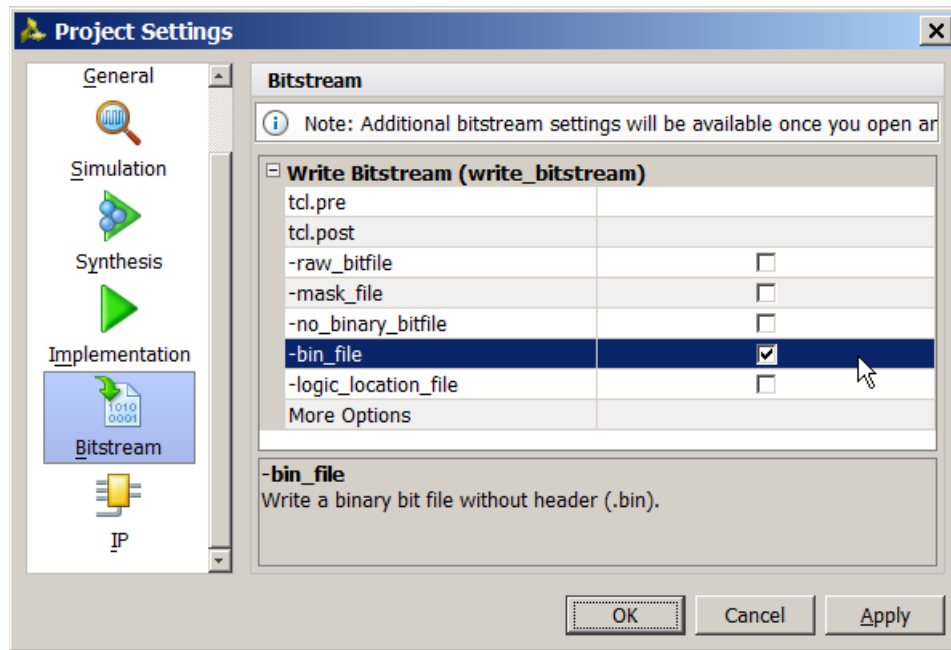 Project Settings
General
Simulation
Synthesis
Implementation
1010
0001
Bitstream
IP
Bitstream
Note: Additional bitstream settings will be available once you open ar
Write Bitstream (write_bitstream)
tcl.pre
tcl.post
-raw_bitfile
-mask_file
-no_binary_bitfile
-bin_file
-logic_location_file
More Options
-bin_file
Write a binary bit file without header (.bin).
OK Cancel Apply